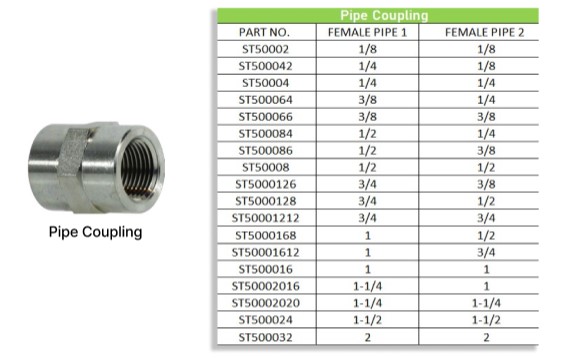 Pipe Coupling
Pipe Coupling
PART NO. FEMALE PIPE 1 FEMALE PIPE 2
ST50002 1/8 1/8
ST500042 1/4 1/8
ST50004 1/4 1/4
ST500064 3/8 1/4
ST500066 3/8 3/8
ST500084 1/2 1/4
ST500086 1/2 3/8
ST50008 1/2 1/2
ST5000126 3/4 3/8
ST5000128 3/4 1/2
ST50001212 3/4 3/4
ST5000168 1 1/2
ST50001612 1 3/4
ST500016 1 1
ST50002016 1-1/4 1
ST50002020 1-1/4 1-1/4
ST500024 1-1/2 1-1/2
ST500032 2 2